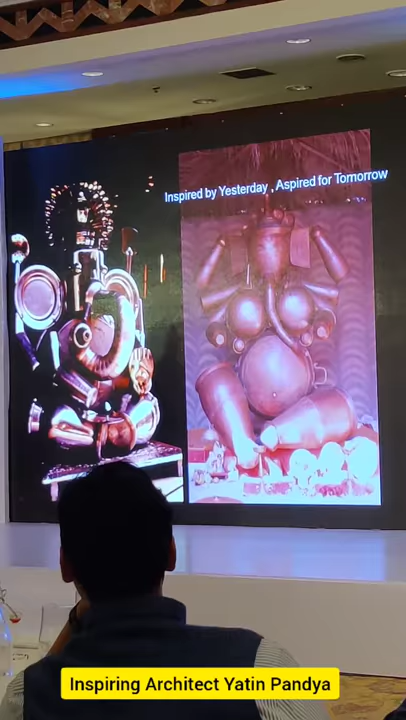 Inspired by Yesterday , Aspired for Tomorrow
Inspiring Architect Yatin Pandya